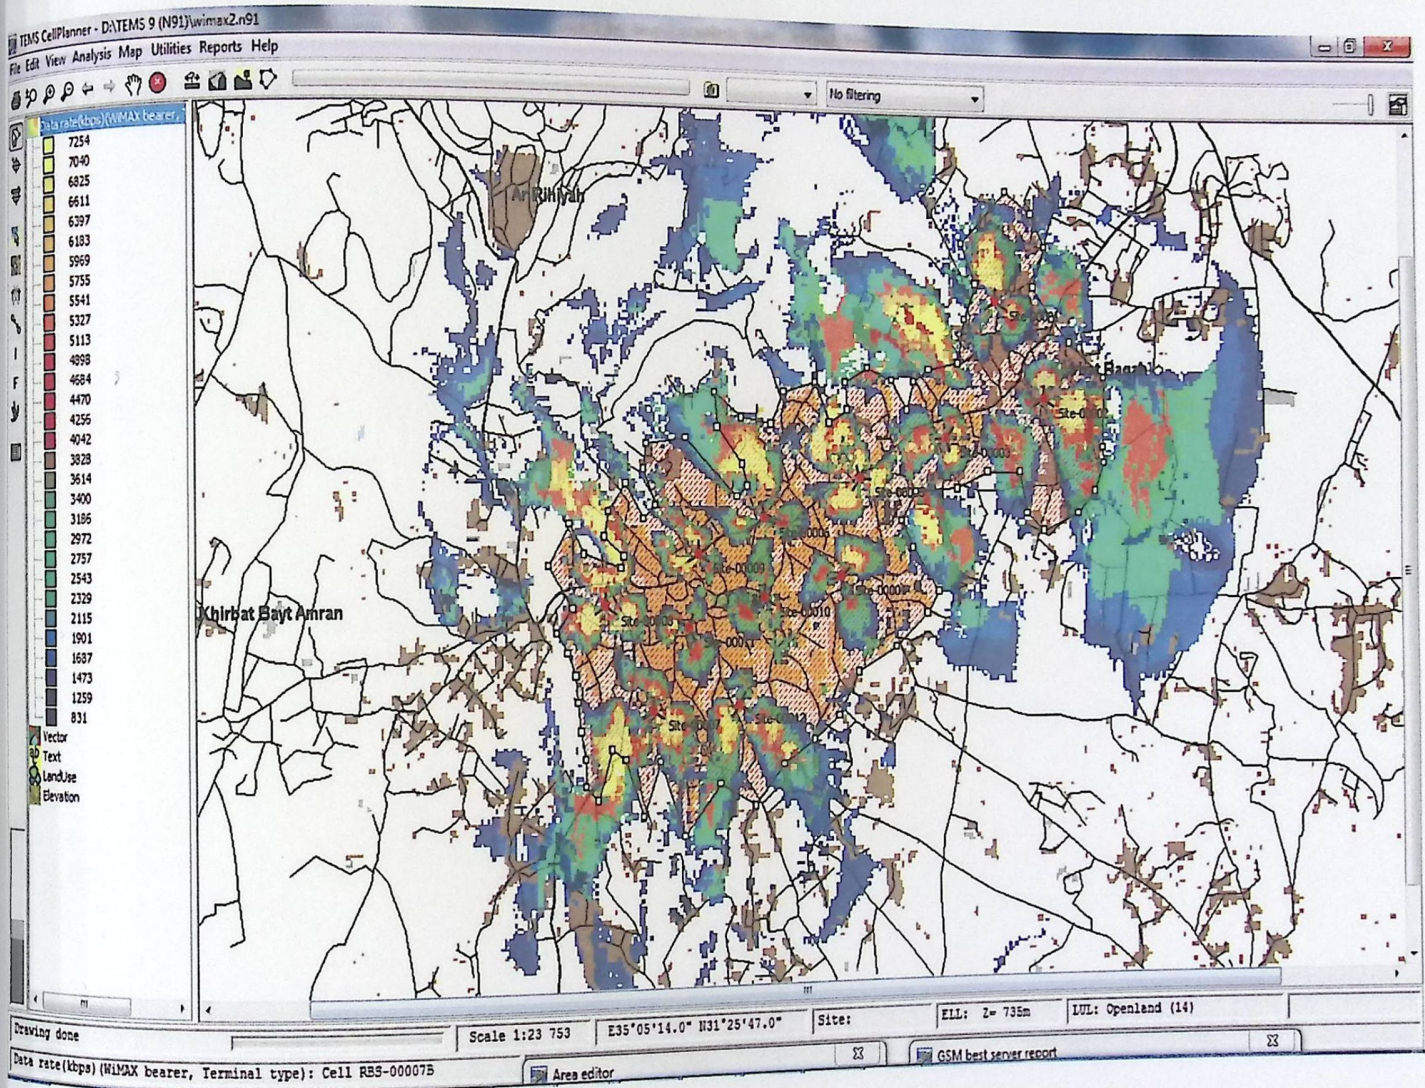 TEMS CellPlanner - D:\TEMS 9 (N91)\wimax2.n91
File Edit View Analysis Map Utilities Reports Help
No filtering
Data rate(kbps)(WiMAX bearer,
7254
7040
6825
6611
6397
6183
5969
5755
5541
5327
5113
4898
4684
4470
4256
4042
3828
3614
3400
3186
2972
2757
2543
2329
2115
1901
1687
1473
1259
831
Vector
Text
LandUse
Elevation
Ar Rihiyah
Site-00009
Site-00010
Khirbat Bayt Amran
Drawing done
Scale 1:23 753
E35°05'14.0" N31°25'47.0"
Site:
ELL: Z= 735m
LUL: Openland (14)
Data rate(kbps)(WiMAX bearer, Terminal type): Cell RBS-00007B
Area editor
GSM best server report